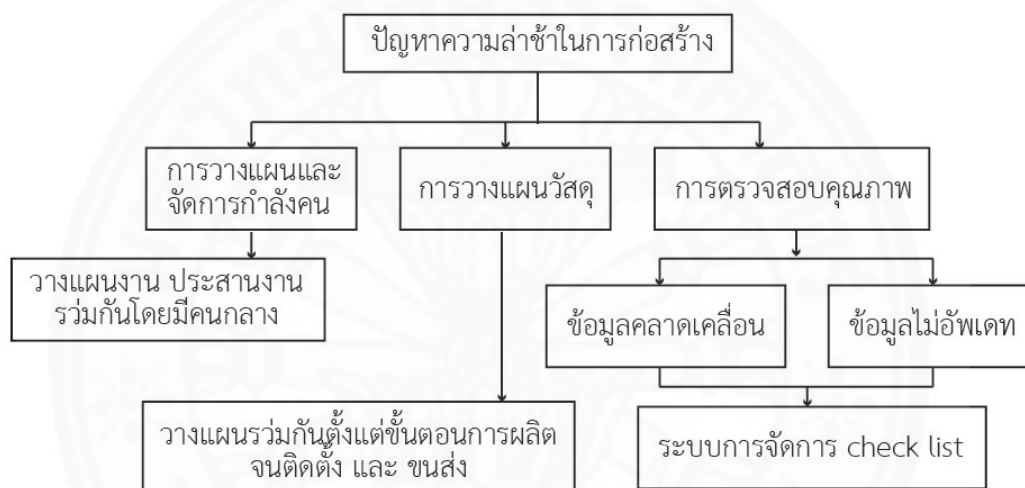 ปัญหาความล่าช้าในการก่อสร้าง
การวางแผนและ
จัดการกำลังคน
การวางแผนวัสดุ
การตรวจสอบคุณภาพ
วางแผนงาน ประสานงาน
รว่มกันโดยมีคนกลาง
ข้อมูลคลาดเคลื่อน
ข้อมูลไม่อัพเดท
วางแผนรว่มกันตั้งแต่ขั้นตอนการผลิต
จนติดตั้ง และ ขนส่ง
ระบบการจัดการ check list